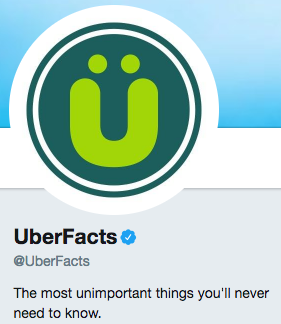 Ü
UberFacts
@UberFacts
The most unimportant things you'll never
need to know.